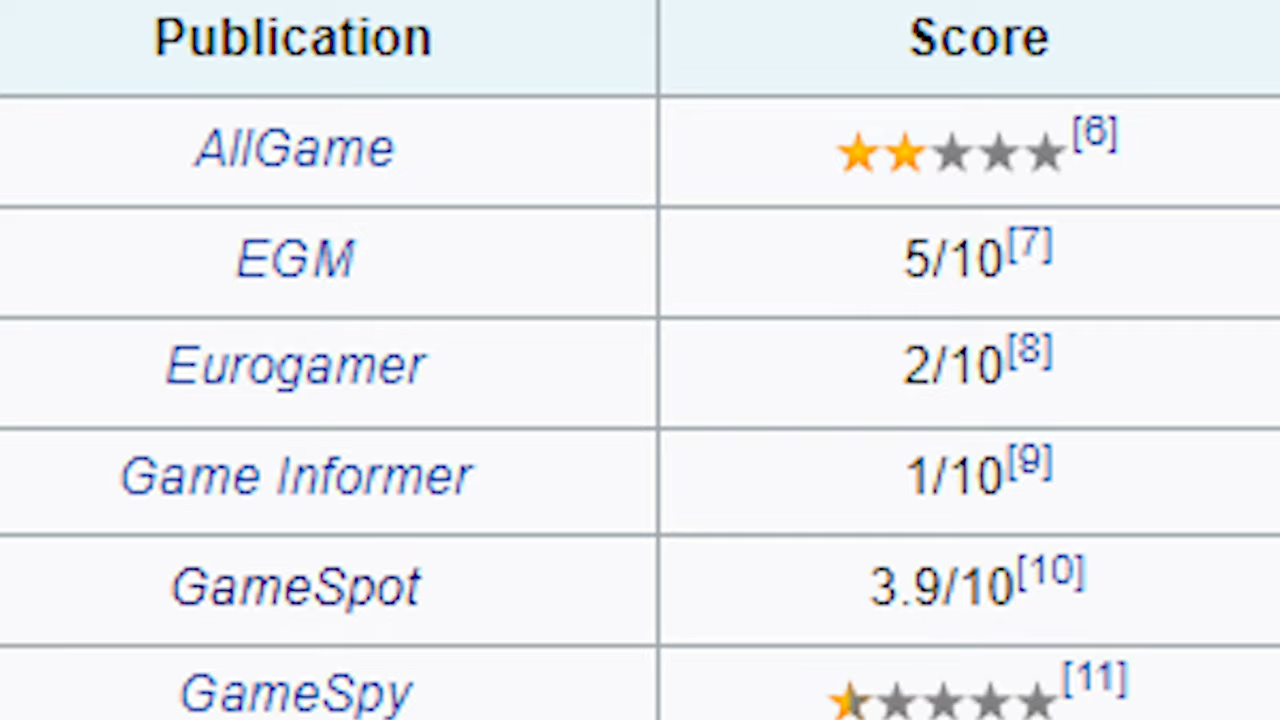 Publication Score
AllGame [6]
EGM 5/10[7]
Eurogamer 2/10[8]
Game Informer 1/10[9]
GameSpot 3.9/10[10]
GameSpy [11]